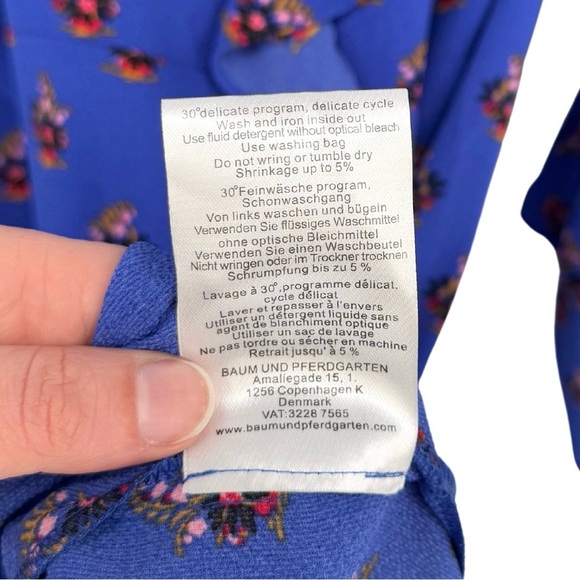 30°delicate program, delicate cycle
Wash and iron inside out
Use fluid detergent without optical bleach
Use washing bag
Do not wring or tumble dry
Shrinkage up to 5%
30°Feinwäsche program,
Schonwaschgang
Von links waschen und bügeln
Verwenden Sie flüssiges Waschmittel
ohne optische Bleichmittel
Verwenden Sie einen Waschbeutel
Nicht wringen oder im Trockner trocknen
Schrumpfung bis zu 5 %
Lavage à 30°,programme délicat,
cycle délicat
Laver et repasser à l'envers
Utiliser un détergent liquide sans
agent de blanchiment optique
Utiliser un sac de lavage
Ne pas tordre ou sécher en machine
Retrait jusqu' à 5 %
BAUM UND PFERDGARTEN
Amaliegade 15, 1.
1256 Copenhagen K
Denmark
VAT:3228 7565
www.baumundpferdgarten.com